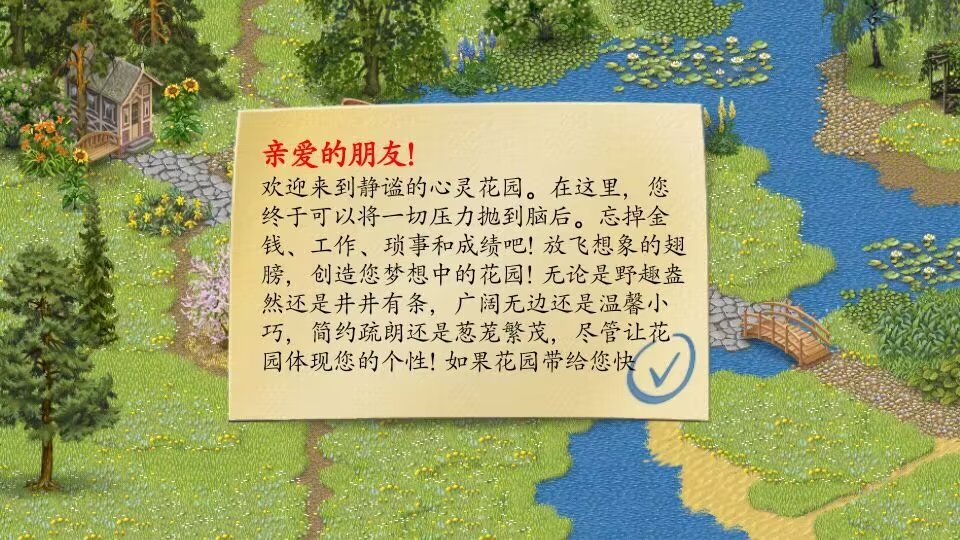 亲爱的朋友！
欢迎来到静谧的心灵花园。在这里，您
终于可以将一切压力抛到脑后。忘掉金
钱、工作、琐事和成绩吧！放飞想象的翅
膀，创造您梦想中的花园！无论是野趣盎
然还是井井有条，广阔无边还是温馨小
巧，简约疏朗还是葱茏繁茂，尽管让花
园体现您的个性！如果花园带给您快